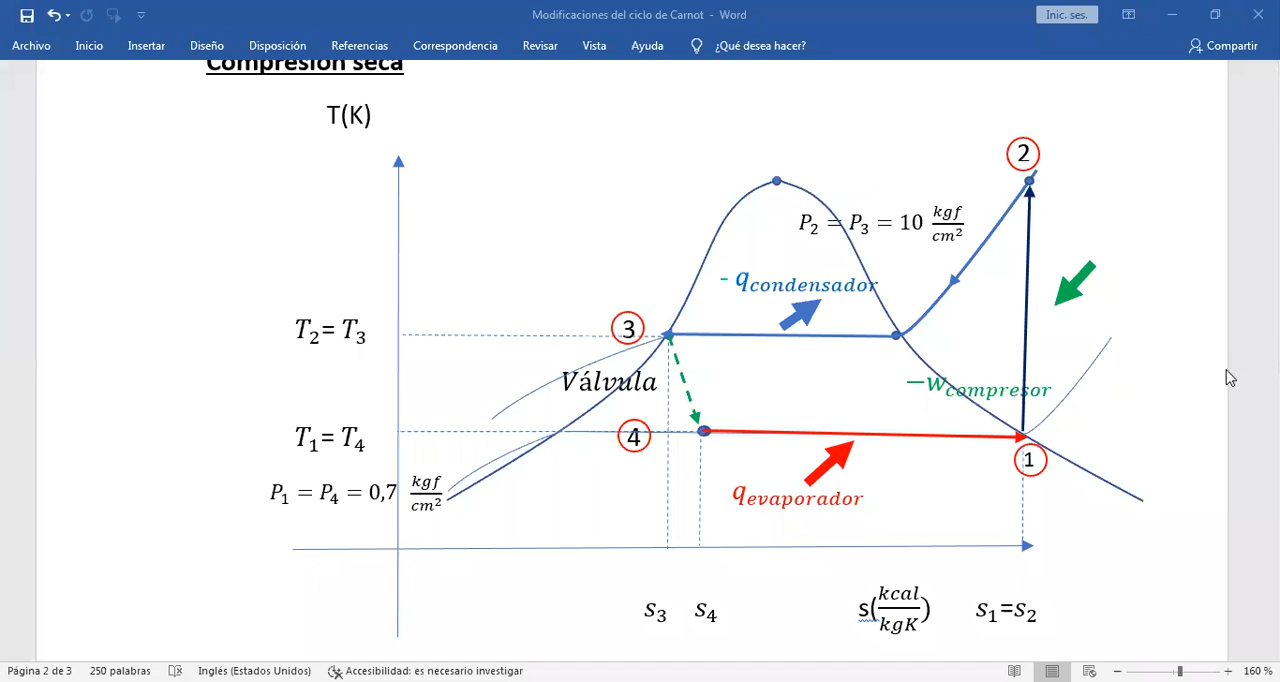 Modificaciones del ciclo de Carnot - Word
Inic. ses.
Archivo Inicio Insertar Diseño Disposición Referencias Correspondencia Revisar Vista Ayuda ¿Qué desea hacer? Compartir
Compresión seca
T(K)
2
P₂ = P₃ = 10 kgf/cm²
- q condensador
T₂= T₃
3
Válvula
−w compresor
T₁= T₄
4
1
P₁ = P₄ = 0,7 kgf/cm²
q evaporador
s₃ s₄ s(kcal/kgK) s₁=s₂
Página 2 de 3 250 palabras Inglés (Estados Unidos) Accesibilidad: es necesario investigar 160 %